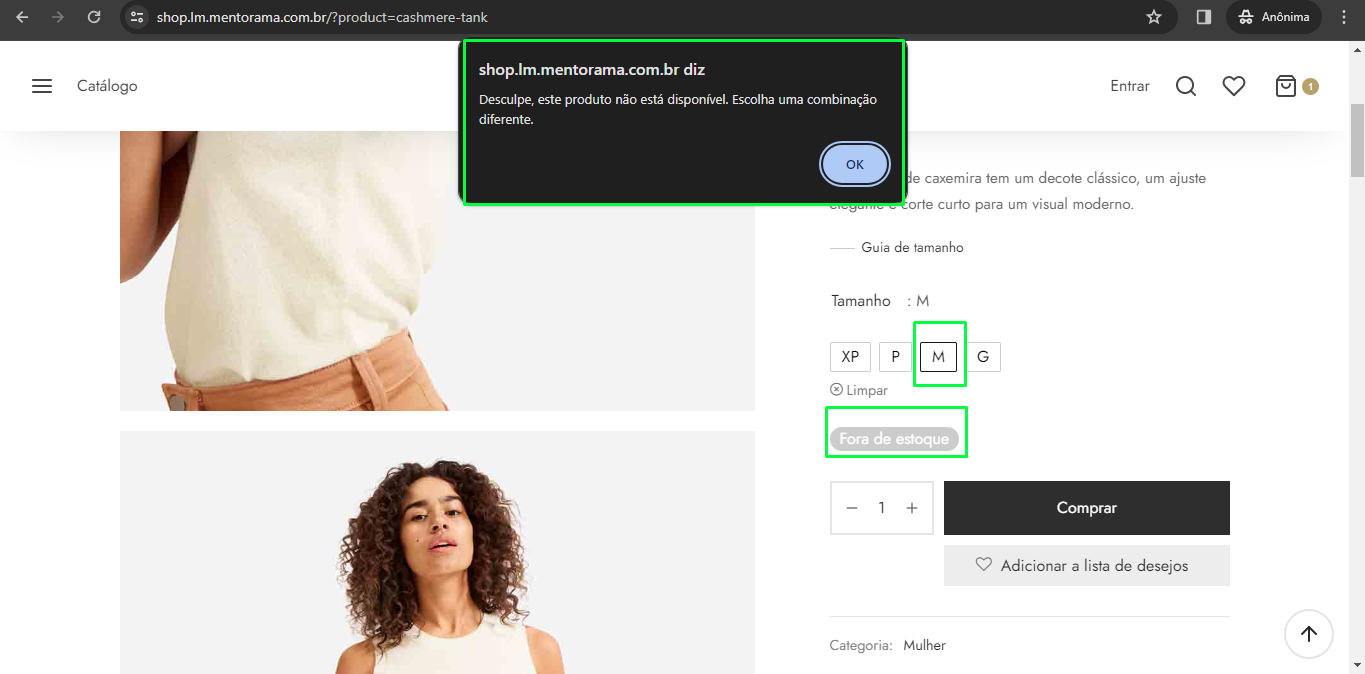 shop.lm.mentorama.com.br/?product=cashmere-tank
Anônima
shop.lm.mentorama.com.br diz
Desculpe, este produto não está disponível. Escolha uma combinação
diferente.
OK
Catálogo
Entrar
1
de caxemira tem um decote clássico, um ajuste
elegante e corte curto para um visual moderno.
Guia de tamanho
Tamanho : M
XP P M G
Limpar
Fora de estoque
1
Comprar
Adicionar a lista de desejos
Categoria: Mulher